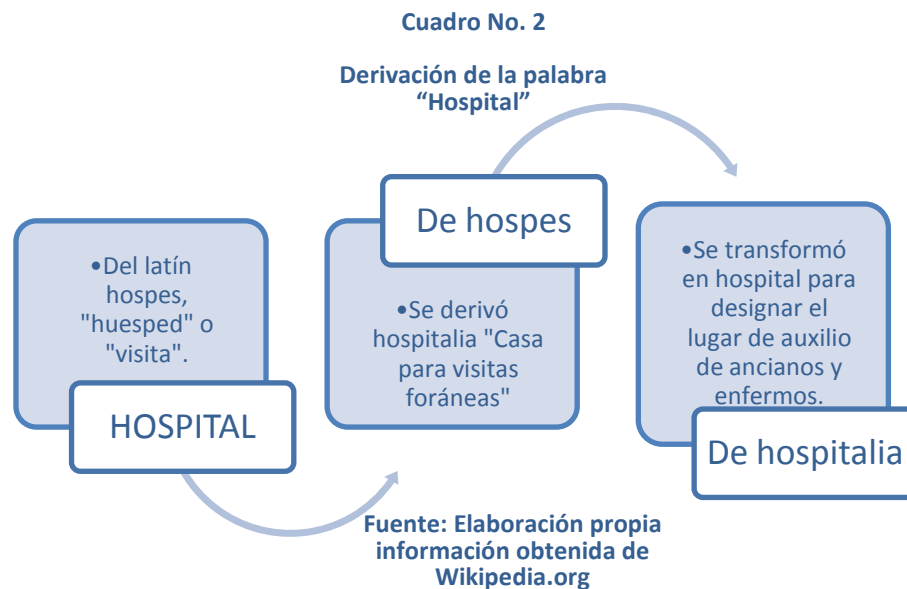 Cuadro No. 2
Derivación de la palabra
“Hospital”
•Del latín
hospes,
"huesped" o
"visita".
HOSPITAL
De hospes
•Se derivó
hospitalia "Casa
para visitas
foráneas"
•Se transformó
en hospital para
designar el
lugar de auxilio
de ancianos y
enfermos.
De hospitalia
Fuente: Elaboración propia
información obtenida de
Wikipedia.org